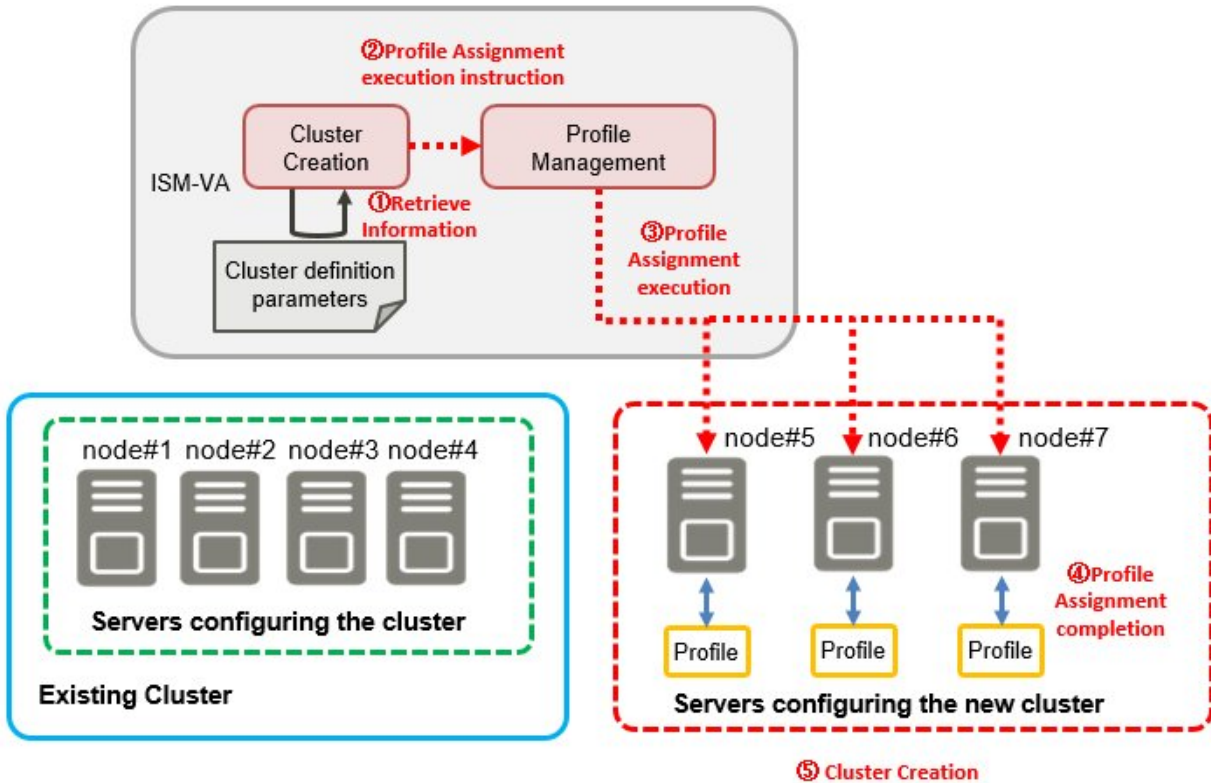 ②Profile Assignment
execution instruction
Cluster
Creation
Profile
Management
ISM-VA
①Retrieve
Information
③Profile
Assignment
execution
Cluster definition
parameters
node#1 node#2 node#3 node#4
Servers configuring the cluster
Existing Cluster
node#5 node#6 node#7
④Profile
Assignment
completion
Profile Profile Profile
Servers configuring the new cluster
⑤ Cluster Creation